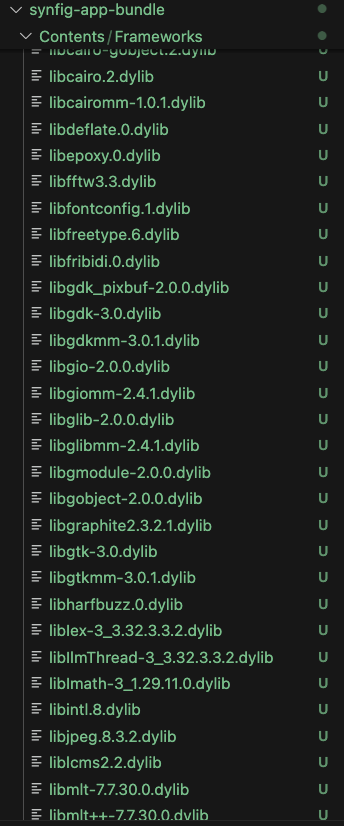 synfig-app-bundle
Contents/Frameworks
libcairo-gobject.2.dylib U
libcairo.2.dylib U
libcairomm-1.0.1.dylib U
libdeflate.0.dylib U
libepoxy.0.dylib U
libfftw3.3.dylib U
libfontconfig.1.dylib U
libfreetype.6.dylib U
libfribidi.0.dylib U
libgdk_pixbuf-2.0.0.dylib U
libgdk-3.0.dylib U
libgdkmm-3.0.1.dylib U
libgio-2.0.0.dylib U
libgiomm-2.4.1.dylib U
libglib-2.0.0.dylib U
libglibmm-2.4.1.dylib U
libgmodule-2.0.0.dylib U
libgobject-2.0.0.dylib U
libgraphite2.3.2.1.dylib U
libgtk-3.0.dylib U
libgtkmm-3.0.1.dylib U
libharfbuzz.0.dylib U
libIex-3_3.32.3.3.2.dylib U
libIlmThread-3_3.32.3.3.2.dylib U
libImath-3_1.29.11.0.dylib U
libintl.8.dylib U
libjpeg.8.3.2.dylib U
liblcms2.2.dylib U
libmlt-7.7.30.0.dylib U
libmlt++-7.7.30.0.dylib U